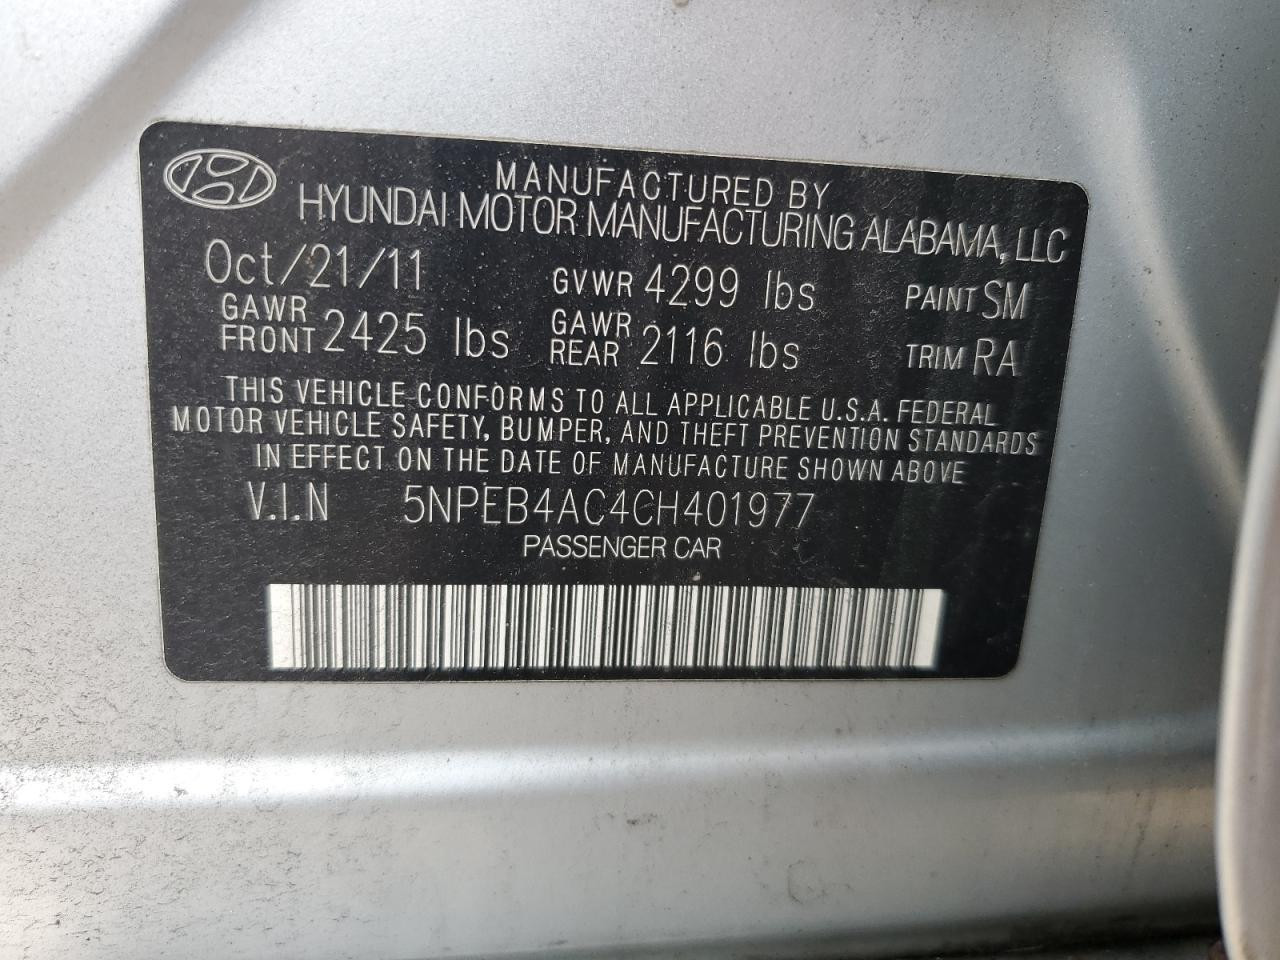 MANUFACTURED BY
HYUNDAI MOTOR MANUFACTURING ALABAMA, LLC
Oct/21/11 GVWR 4299 lbs PAINT SM
GAWR FRONT 2425 lbs GAWR REAR 2116 lbs TRIM RA
THIS VEHICLE CONFORMS TO ALL APPLICABLE U.S.A. FEDERAL
MOTOR VEHICLE SAFETY, BUMPER, AND THEFT PREVENTION STANDARDS
IN EFFECT ON THE DATE OF MANUFACTURE SHOWN ABOVE
V.I.N 5NPEB4AC4CH401977
PASSENGER CAR